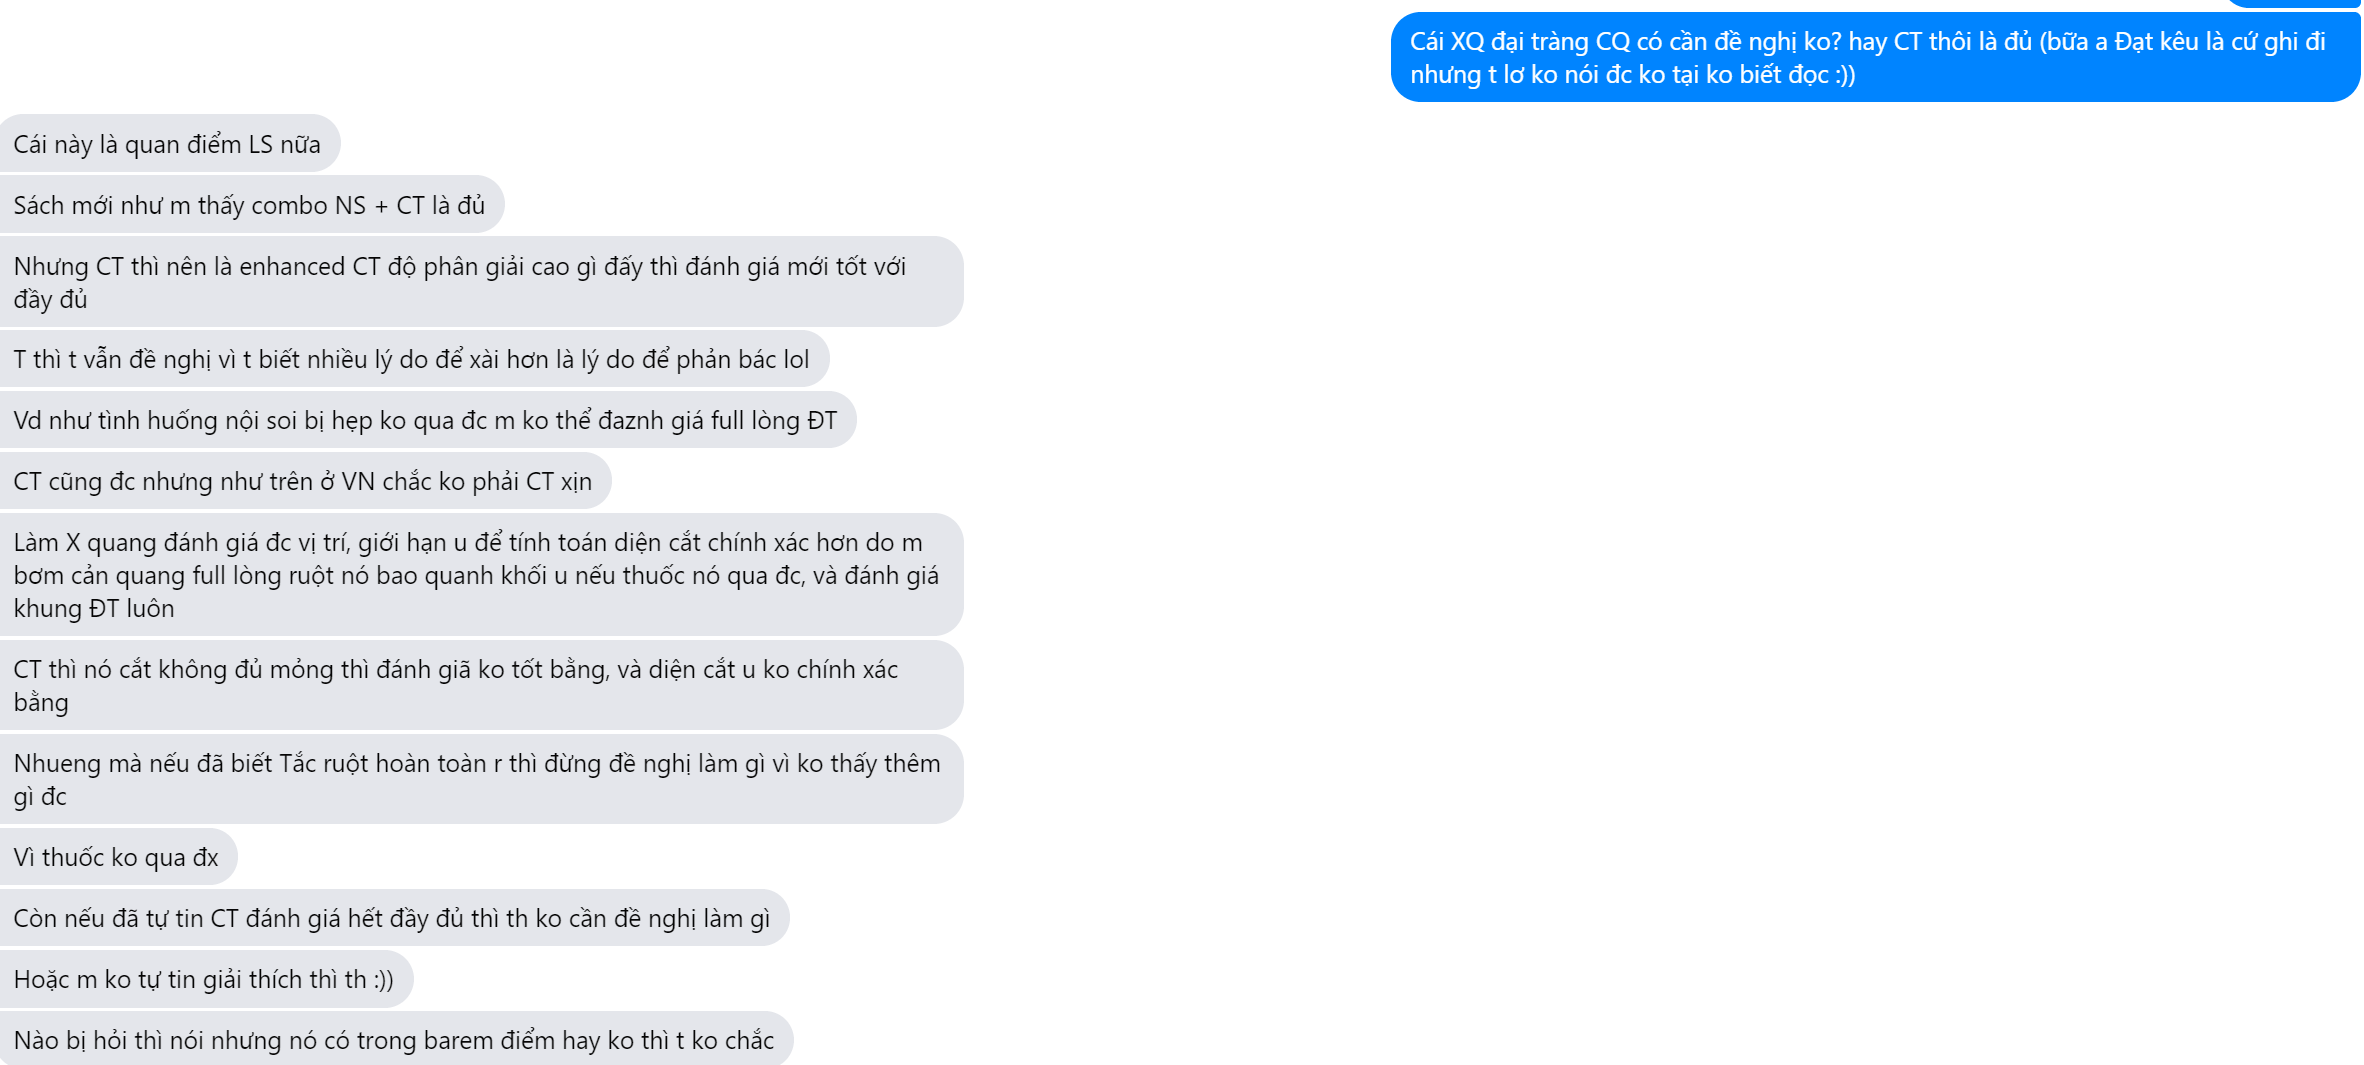 Cái XQ đại tràng CQ có cần đề nghị ko? hay CT thôi là đủ (bữa a Đạt kêu là cứ ghi đi
nhưng t lơ ko nói đc ko tại ko biết đọc :))
Cái này là quan điểm LS nữa
Sách mới như m thấy combo NS + CT là đủ
Nhưng CT thì nên là enhanced CT độ phân giải cao gì đấy thì đánh giá mới tốt với
đầy đủ
T thì t vẫn đề nghị vì t biết nhiều lý do để xài hơn là lý do để phản bác lol
Vd như tình huống nội soi bị hẹp ko qua đc m ko thể đaznh giá full lòng ĐT
CT cũng đc nhưng như trên ở VN chắc ko phải CT xịn
Làm X quang đánh giá đc vị trí, giới hạn u để tính toán diện cắt chính xác hơn do m
bơm cản quang full lòng ruột nó bao quanh khối u nếu thuốc nó qua đc, và đánh giá
khung ĐT luôn
CT thì nó cắt không đủ mỏng thì đánh giã ko tốt bằng, và diện cắt u ko chính xác
bằng
Nhueng mà nếu đã biết Tắc ruột hoàn toàn r thì đừng đề nghị làm gì vì ko thấy thêm
gì đc
Vì thuốc ko qua đx
Còn nếu đã tự tin CT đánh giá hết đầy đủ thì th ko cần đề nghị làm gì
Hoặc m ko tự tin giải thích thì th :))
Nào bị hỏi thì nói nhưng nó có trong barem điểm hay ko thì t ko chắc